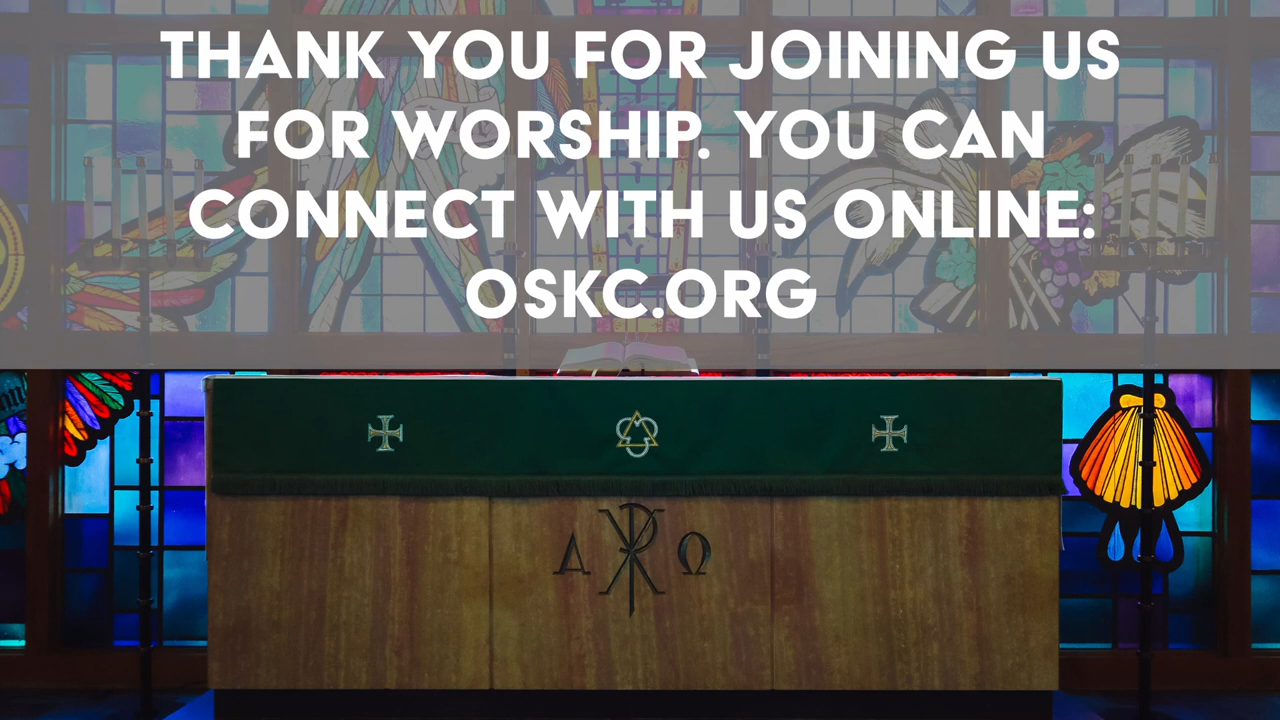 THANK YOU FOR JOINING US
FOR WORSHIP. YOU CAN
CONNECT WITH US ONLINE:
OSKC.ORG
Α ☧ Ω